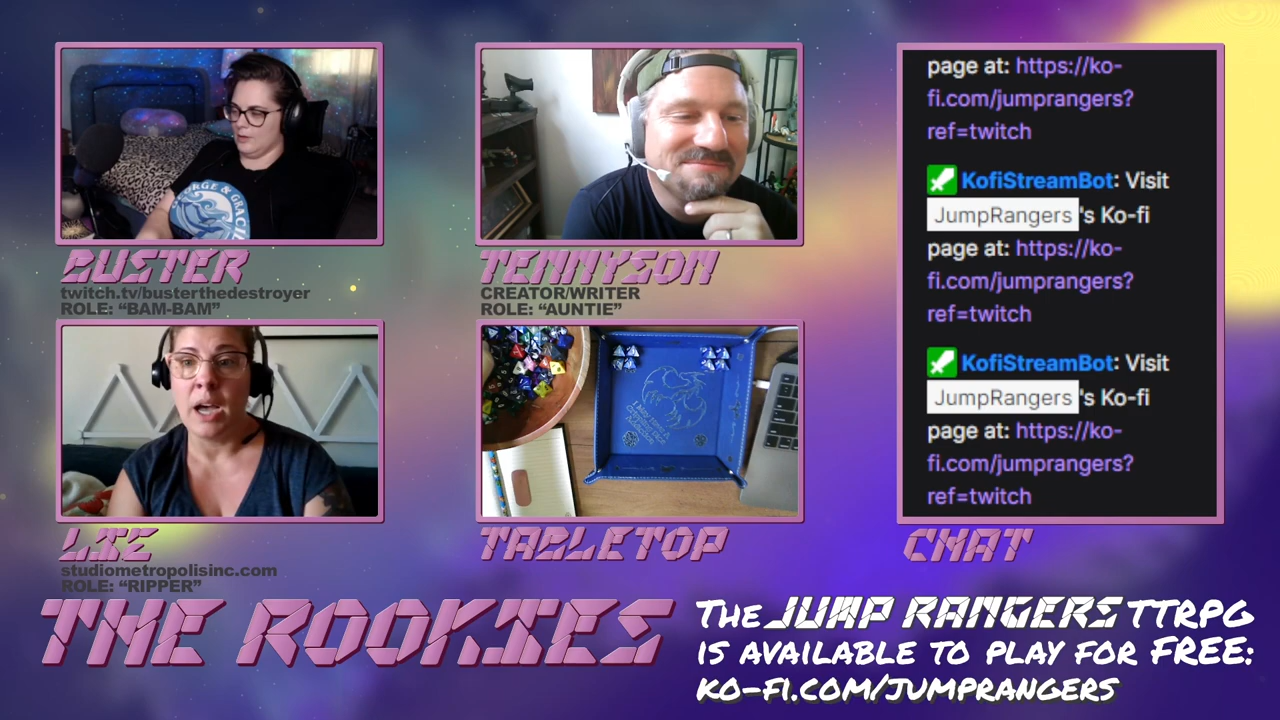 BUSTER
twitch.tv/busterthedestroyer
ROLE: “BAM-BAM”
TENNYSON
CREATOR/WRITER
ROLE: “AUNTIE”
LIZ
studiometropolisinc.com
ROLE: “RIPPER”
TABLETOP
page at: https://ko-
fi.com/jumprangers?
ref=twitch
KofiStreamBot: Visit
JumpRangers's Ko-fi
page at: https://ko-
fi.com/jumprangers?
ref=twitch
KofiStreamBot: Visit
JumpRangers's Ko-fi
page at: https://ko-
fi.com/jumprangers?
ref=twitch
CHAT
THE ROOKIES
THE JUMP RANGERS TTRPG
IS AVAILABLE TO PLAY FOR FREE:
KO-FI.COM/JUMPRANGERS